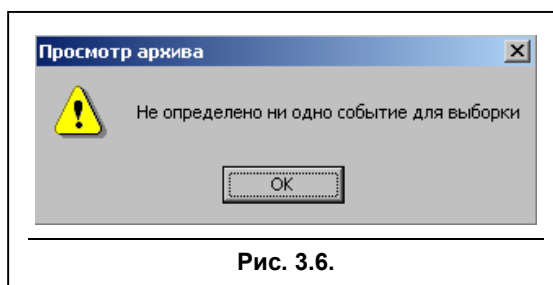 Просмотр архива
Не определено ни одно событие для выборки
OK
Рис. 3.6.